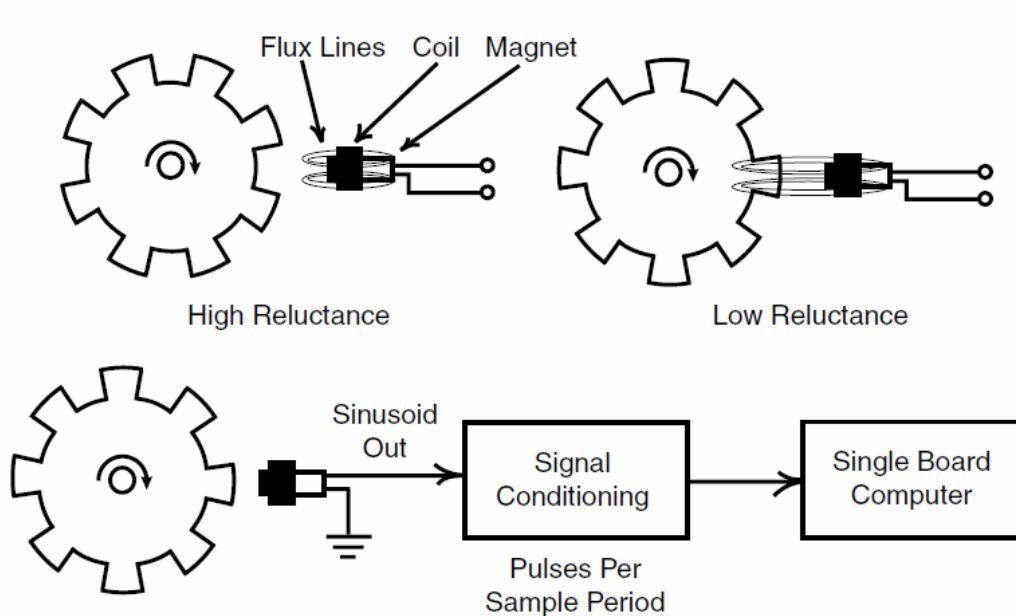 Flux Lines Coil Magnet
High Reluctance
Low Reluctance
Sinusoid
Out
Signal
Conditioning
Single Board
Computer
Pulses Per
Sample Period